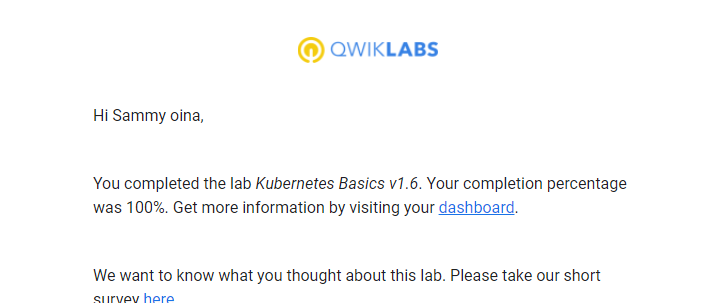 QWIKLABS
Hi Sammy oina,
You completed the lab Kubernetes Basics v1.6. Your completion percentage
was 100%. Get more information by visiting your dashboard.
We want to know what you thought about this lab. Please take our short
survey here